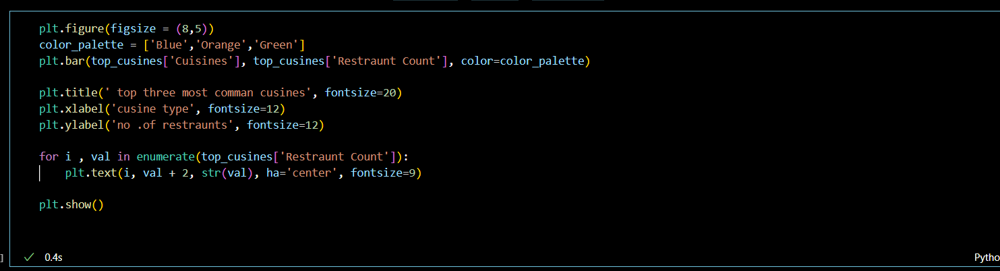 plt.figure(figsize = (8,5))
color_palette = ['Blue','Orange','Green']
plt.bar(top_cusines['Cuisines'], top_cusines['Restraunt Count'], color=color_palette)
plt.title(' top three most comman cusines', fontsize=20)
plt.xlabel('cusine type', fontsize=12)
plt.ylabel('no .of restraunts', fontsize=12)
for i , val in enumerate(top_cusines['Restraunt Count']):
    plt.text(i, val + 2, str(val), ha='center', fontsize=9)
plt.show()
] 0.4s Pytho